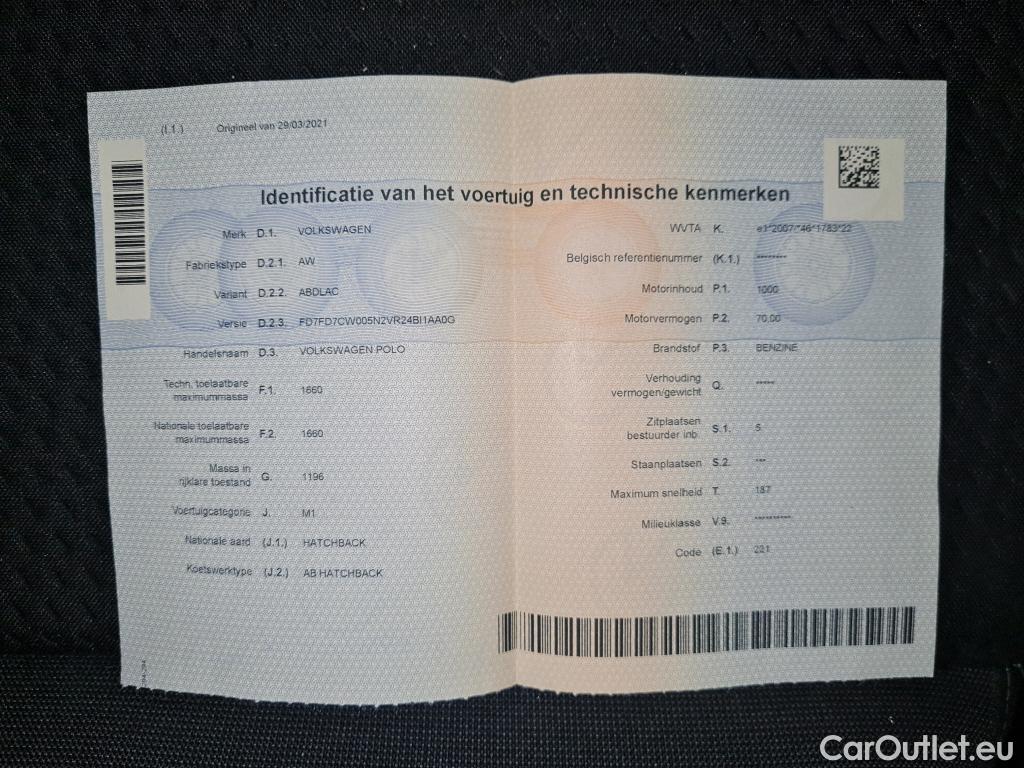 (I.1.) Origineel van 29/03/2021
Identificatie van het voertuig en technische kenmerken
Merk D.1. VOLKSWAGEN
Fabriekstype D.2.1. AW
Variant D.2.2. ABDLAC
Versie D.2.3. FD7FD7CW005N2VR24BI1AA0G
Handelsnaam D.3. VOLKSWAGEN POLO
Techn. toelaatbare
maximummassa F.1. 1660
Nationale toelaatbare
maximummassa F.2. 1660
Massa in
rijklare toestand G. 1196
Voertuigcategorie J. M1
Nationale aard (J.1.) HATCHBACK
Koetswerktype (J.2.) AB HATCHBACK
WVTA K. e1*2007/*46*1783*22
Belgisch referentienummer (K.1.) ********
Motorinhoud P.1. 1000
Motorvermogen P.2. 70.00
Brandstof P.3. BENZINE
Verhouding
vermogen/gewicht Q. *****
Zitplaatsen
bestuurder inb. S.1. 5
Staanplaatsen S.2. ***
Maximum snelheid T. 187
Milieuklasse V.9. **********
Code (E.1.) 221
CarOutlet.eu